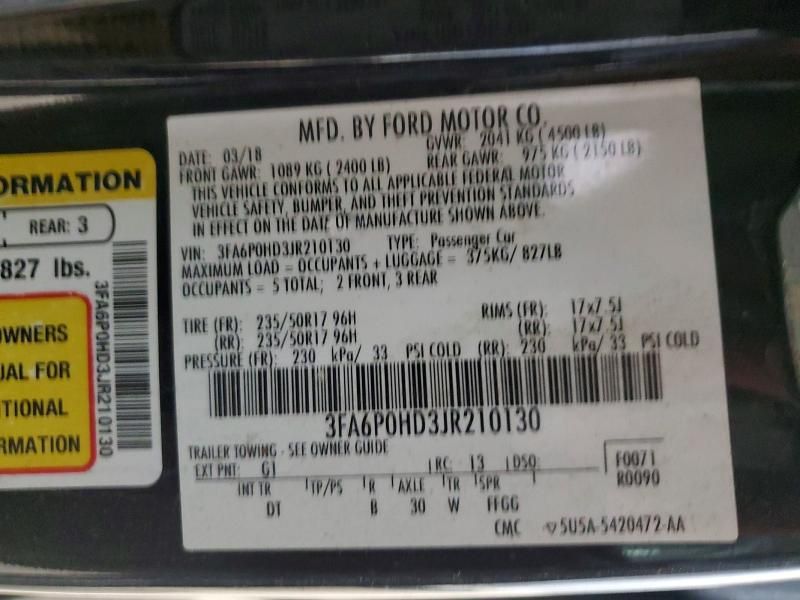 ORMATION
REAR: 3
827 lbs.
OWNERS
UAL FOR
ITIONAL
RMATION
3FA6P0HD3JR210130
MFD. BY FORD MOTOR CO.
DATE: 03/18 GVWR: 2041 KG (4500 LB)
FRONT GAWR: 1089 KG (2400 LB) REAR GAWR: 975 KG (2150 LB)
THIS VEHICLE CONFORMS TO ALL APPLICABLE FEDERAL MOTOR
VEHICLE SAFETY, BUMPER, AND THEFT PREVENTION STANDARDS
IN EFFECT ON THE DATE OF MANUFACTURE SHOWN ABOVE.
VIN: 3FA6P0HD3JR210130 TYPE: Passenger Car
MAXIMUM LOAD = OCCUPANTS + LUGGAGE = 375KG/ 827LB
OCCUPANTS = 5 TOTAL; 2 FRONT, 3 REAR
TIRE (FR): 235/50R17 96H RIMS (FR): 17x7.5J
(RR): 235/50R17 96H (RR): 17x7.5J
PRESSURE (FR): 230 kPa/ 33 PSI COLD (RR): 230 kPa/ 33 PSI COLD
3FA6P0HD3JR210130
TRAILER TOWING - SEE OWNER GUIDE
EXT PNT: G1 RC: 13 DSO: F0071
R0090
INT TR TP/PS R AXLE TR SPR
DT B 30 W FFGG
CMC 5U5A-5420472-AA